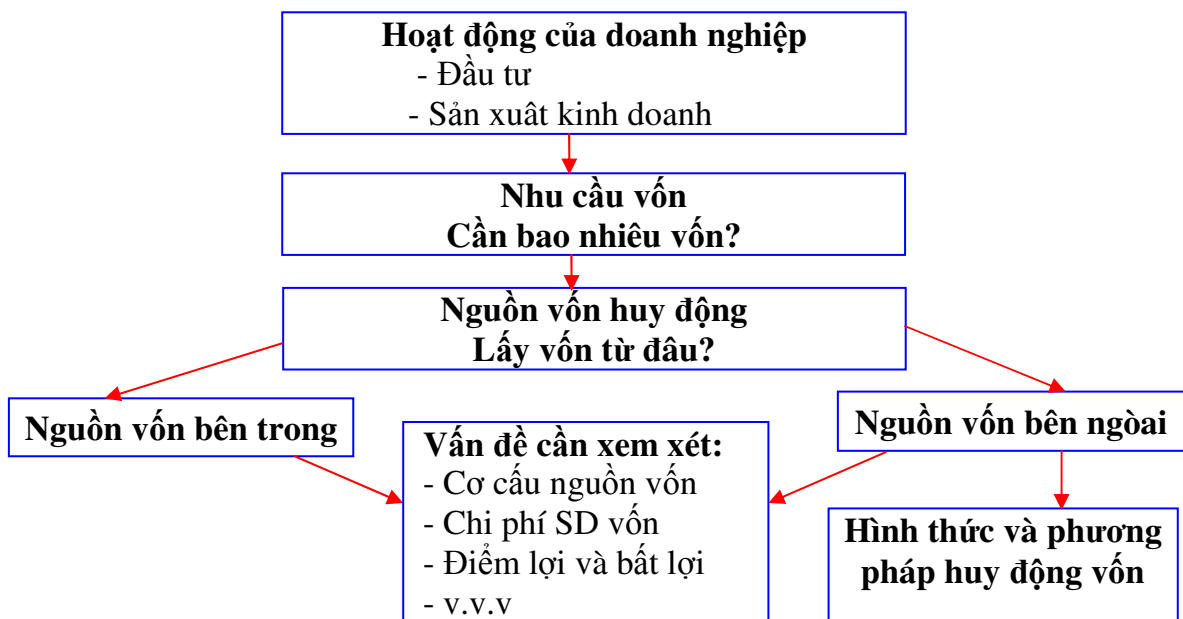 Hoạt động của doanh nghiệp
- Đầu tư
- Sản xuât kinh doanh
Nhu cầu vốn
Cần bao nhiêu vốn?
Nguồn vốn huy động
Lấy vốn từ đâu?
Nguồn vốn bên trong
Nguồn vốn bên ngòai
Vấn đề cần xem xét:
- Cơ cấu nguồn vốn
- Chi phí SD vốn
- Điểm lợi và bất lợi
- v.v.v
Hình thức và phương
pháp huy động vốn